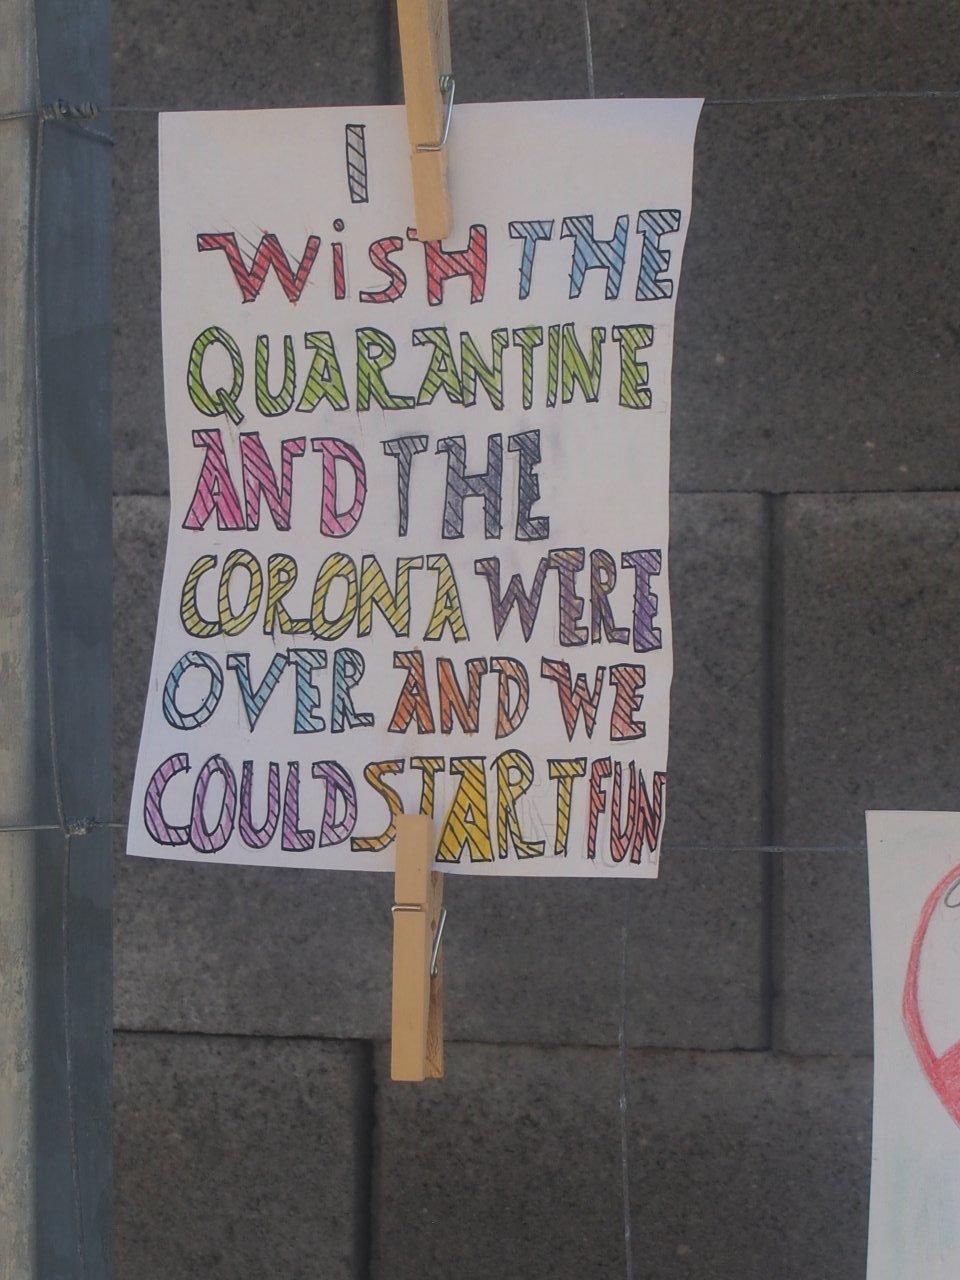 I
WiSH THE
QUARANTINE
AND THE
CORONA WERE
OVER AND WE
COULD START FUN